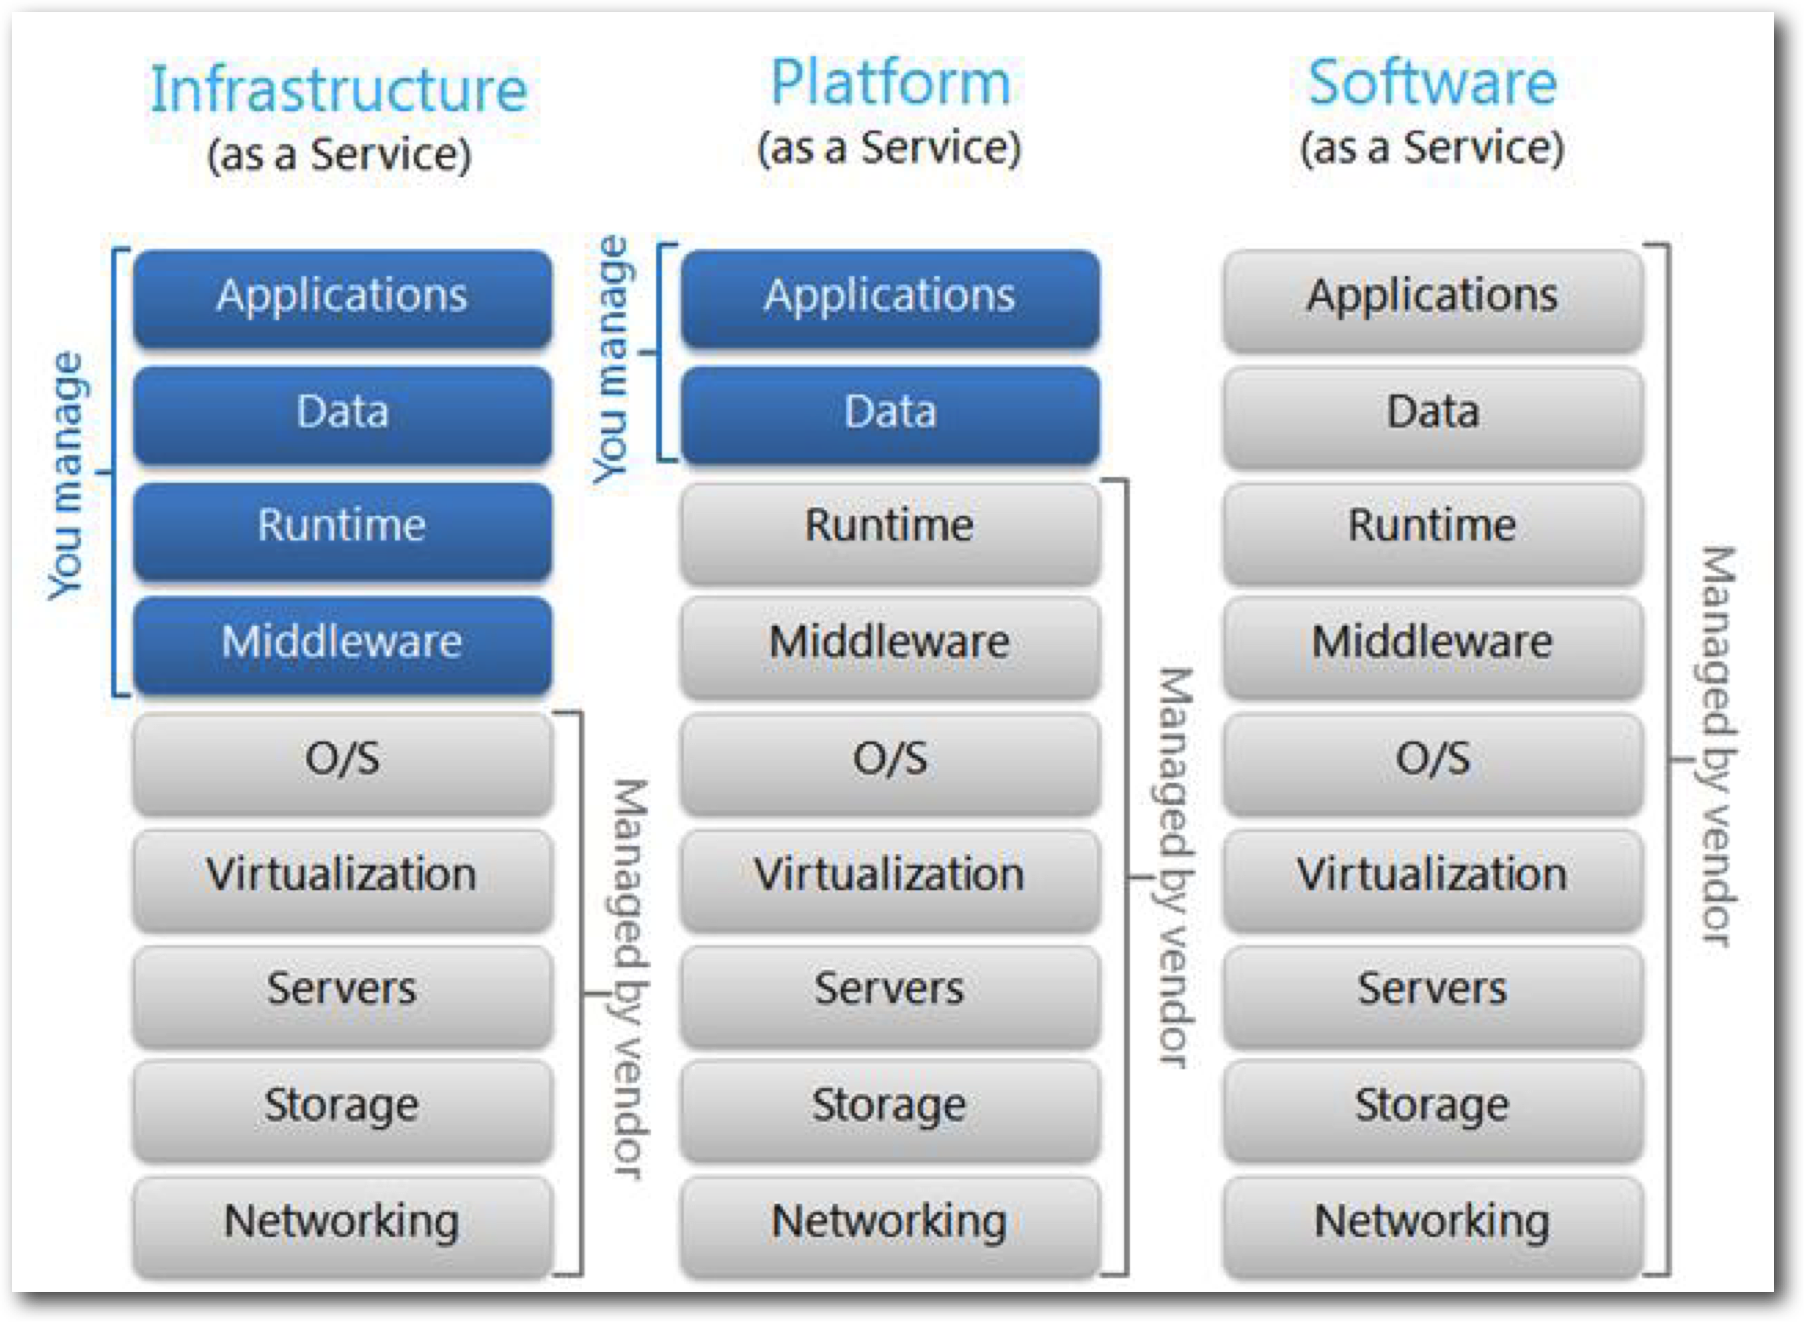 Infrastructure
(as a Service)
You manage
Applications
Data
Runtime
Middleware
O/S
Virtualization
Servers
Storage
Networking
Managed by vendor
Platform
(as a Service)
You manage
Applications
Data
Runtime
Middleware
O/S
Virtualization
Servers
Storage
Networking
Managed by vendor
Software
(as a Service)
Applications
Data
Runtime
Middleware
O/S
Virtualization
Servers
Storage
Networking
Managed by vendor